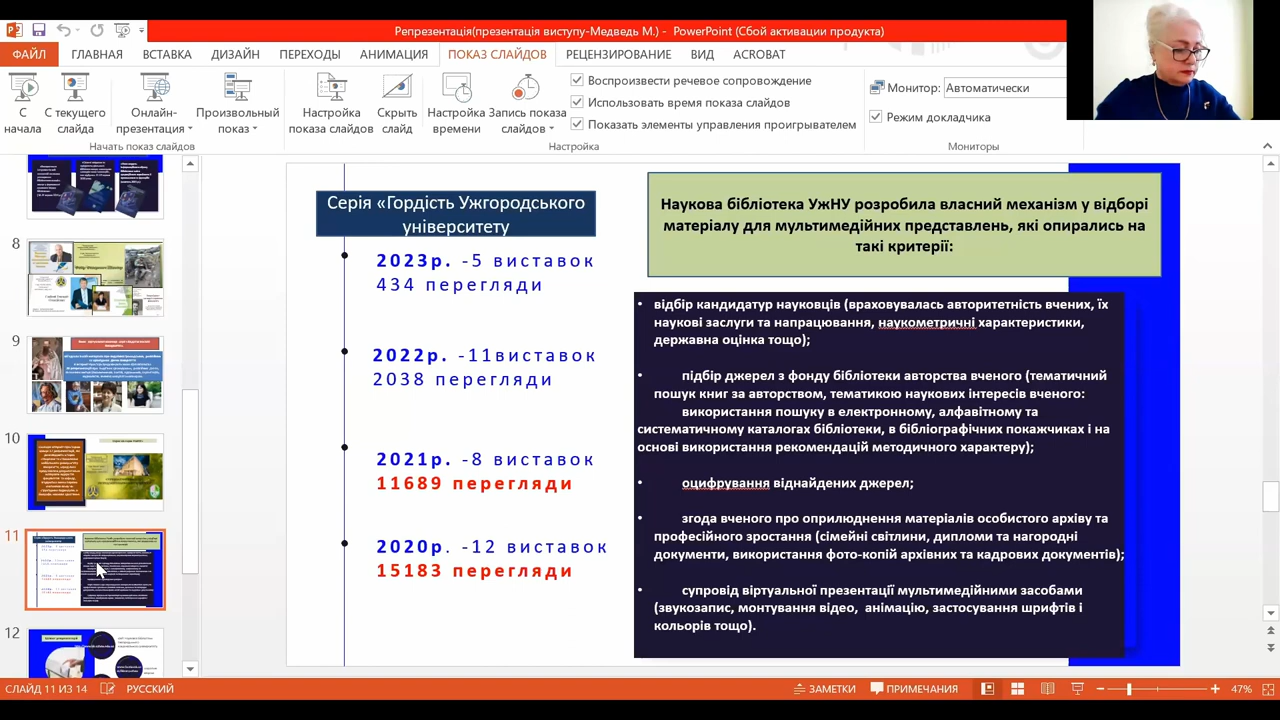 Репрезентація(презентація виступу-Медведь М.) - PowerPoint (Сбой активации продукта)
ФАЙЛ ГЛАВНАЯ ВСТАВКА ДИЗАЙН ПЕРЕХОДЫ АНИМАЦИЯ ПОКАЗ СЛАЙДОВ РЕЦЕНЗИРОВАНИЕ ВИД ACROBAT
С начала
С текущего слайда
Онлайн-презентация
Произвольный показ
Начать показ слайдов
Настройка показа слайдов
Скрыть слайд
Настройка времени
Запись показа слайдов
Воспроизвести речевое сопровождение
Использовать время показа слайдов
Показать элементы управления проигрывателем
Настройка
Монитор: Автоматически
Режим докладчика
Мониторы
8
9
10
11
12
Серія «Гордість Ужгородського
університету
2023р. -5 виставок
434 перегляди
2022р. -11виставок
2038 перегляди
2021р. -8 виставок
11689 перегляди
2020р. -12 виставок
15183 перегляди
Наукова бібліотека УжНУ розробила власний механізм у відборі
матеріалу для мультимедійних представлень, які опирались на
такі критерії:
• відбір кандидатур науковців (враховувалась авторитетність вчених, їх
наукові заслуги та напрацювання, наукометричні характеристики,
державна оцінка тощо);
• підбір джерел з фонду бібліотеки авторства вченого (тематичний
пошук книг за авторством, тематикою наукових інтересів вченого:
використання пошуку в електронному, алфавітному та
систематичному каталогах бібліотеки, в бібліографічних покажчиках і на
основі використання рекомендацій методичного характеру);
• оцифрування віднайдених джерел;
• згода вченого про оприлюднення матеріалів особистого архіву та
професійної діяльності (сімейні світлини, дипломи та нагородні
документи, використання фото-копій архівних та кадрових документів);
• супровід віртуальної презентації мультимедійними засобами
(звукозапис, монтування відео, анімацію, застосування шрифтів і
кольорів тощо).
СЛАЙД 11 ИЗ 14 РУССКИЙ ЗАМЕТКИ ПРИМЕЧАНИЯ 47%